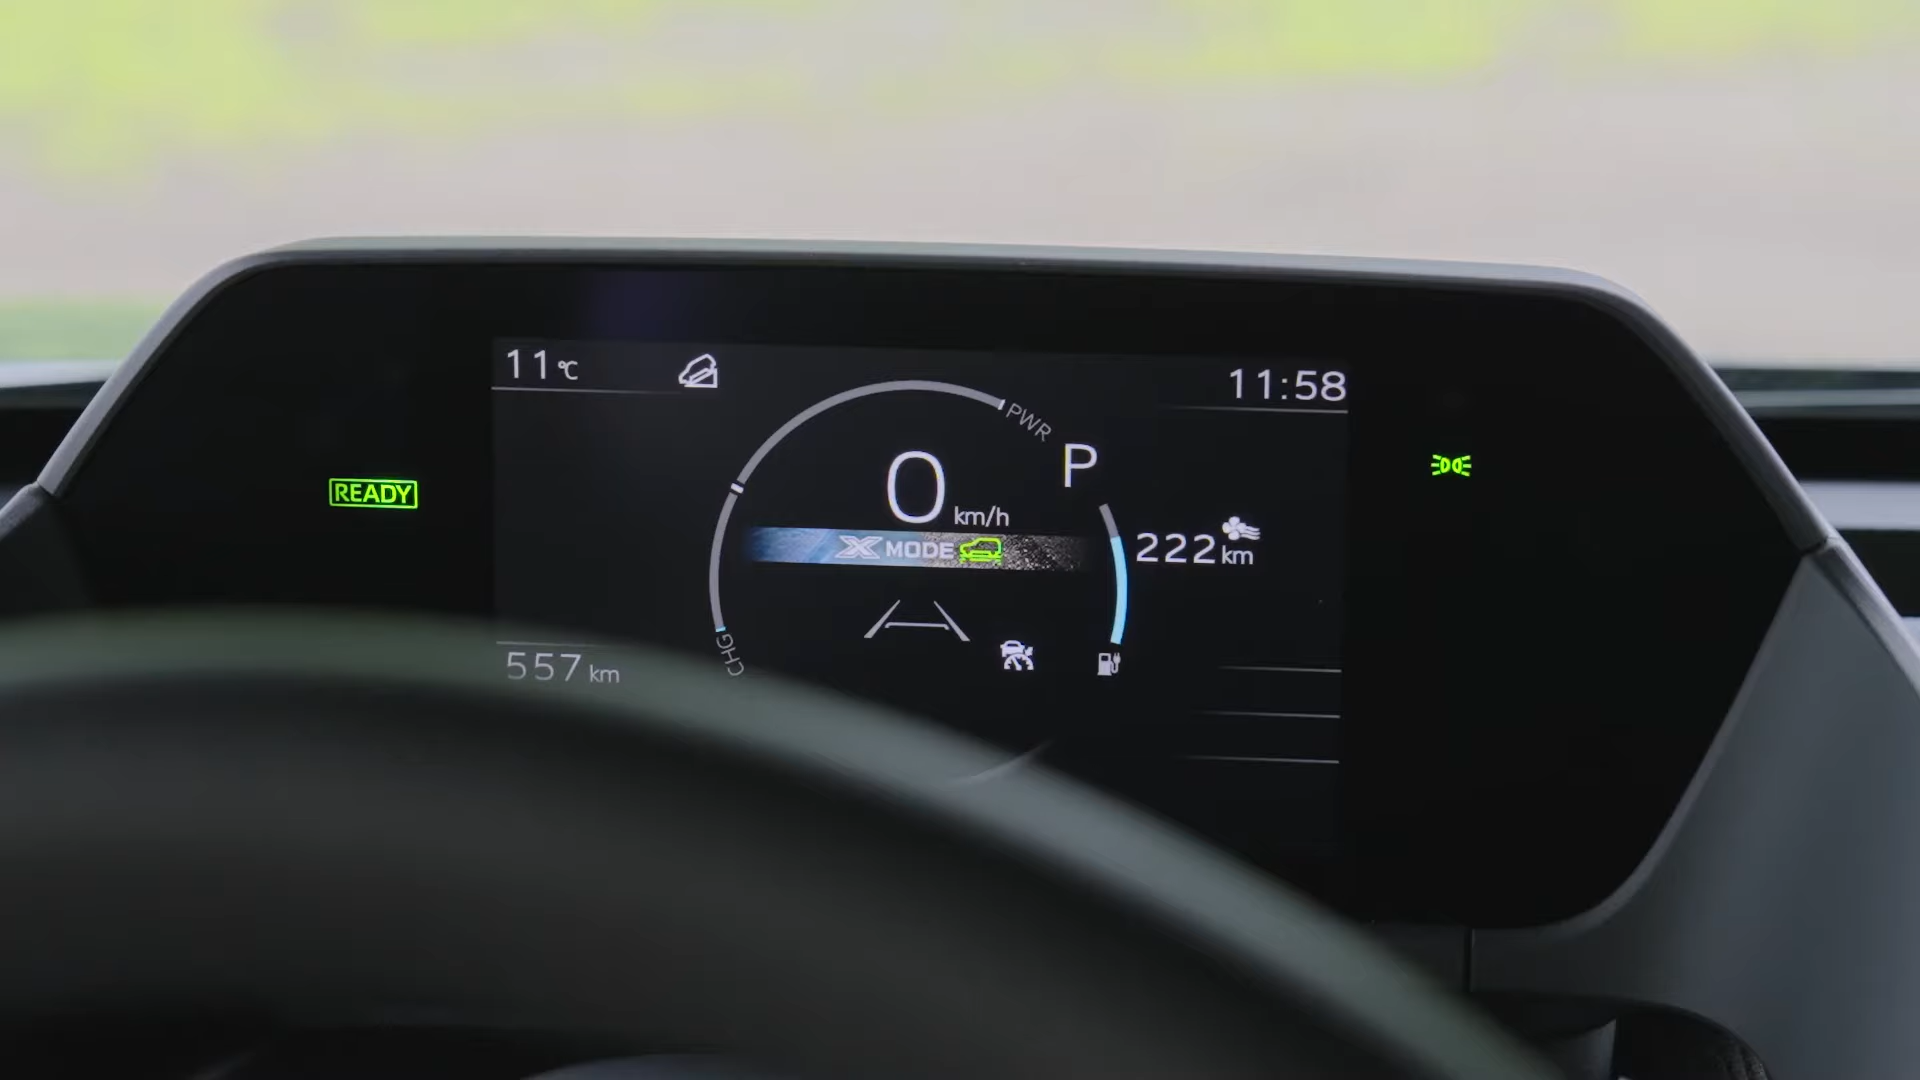 11°C
11:58
PWR
P
0 km/h
READY
X MODE
222 km
CHG
557 km